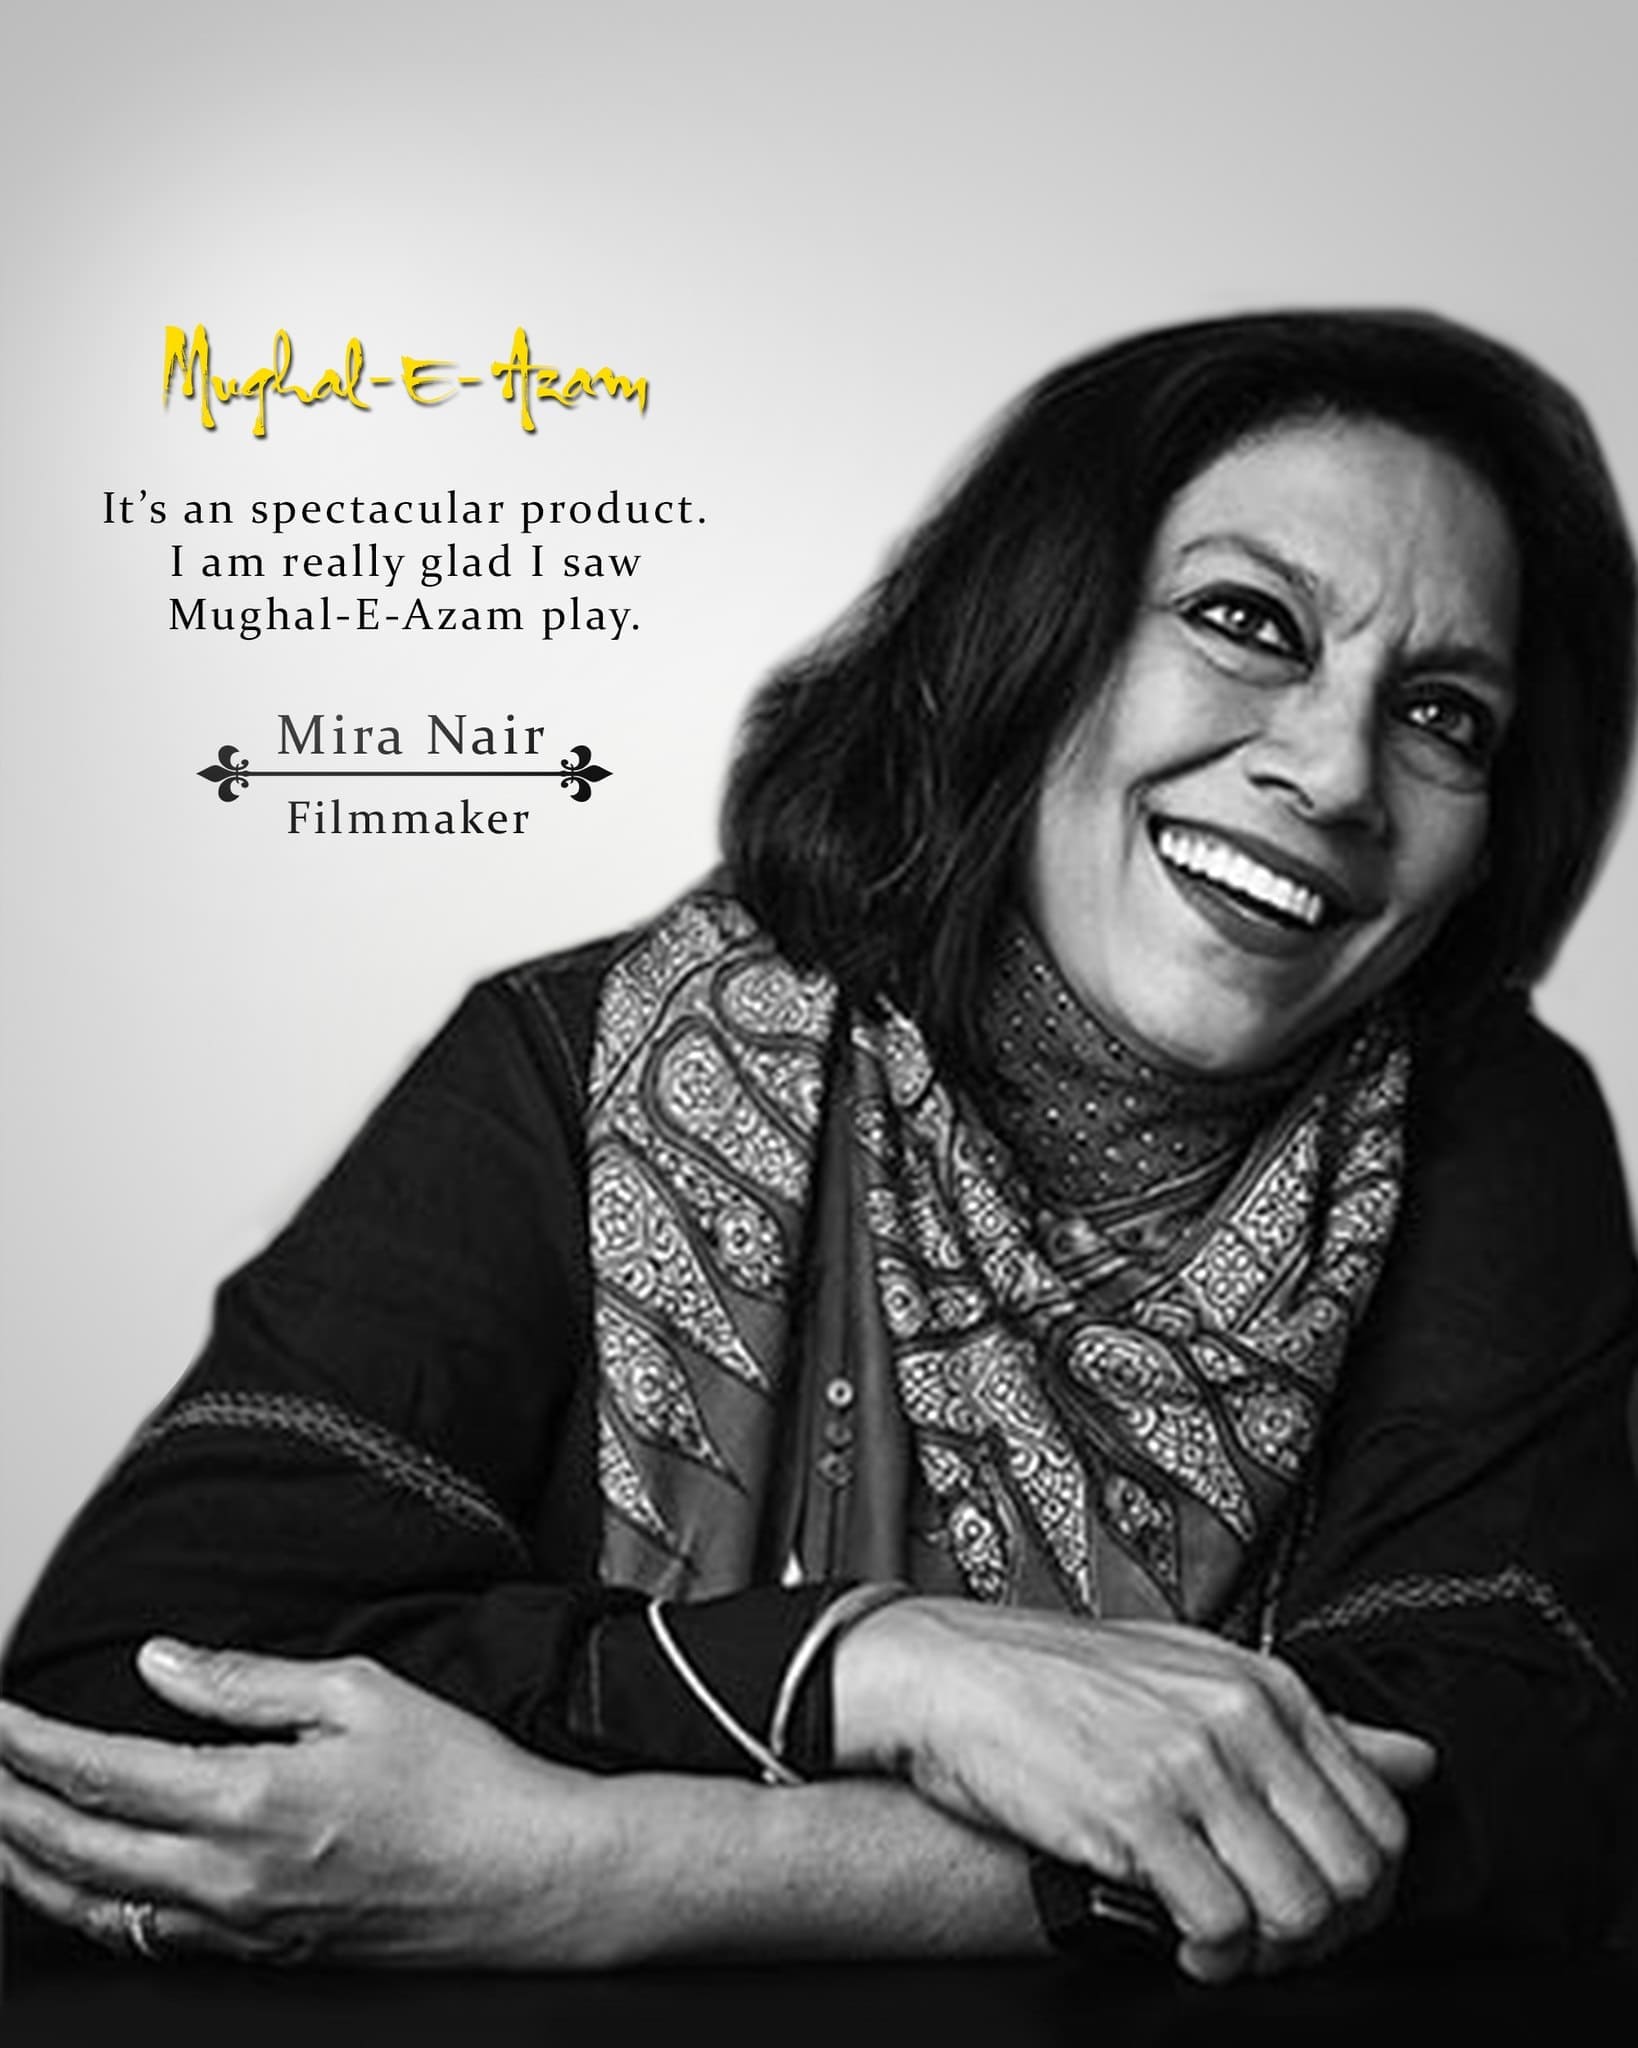 Mughal-E-Azam
It’s an spectacular product.
I am really glad I saw
Mughal-E-Azam play.
Mira Nair
Filmmaker